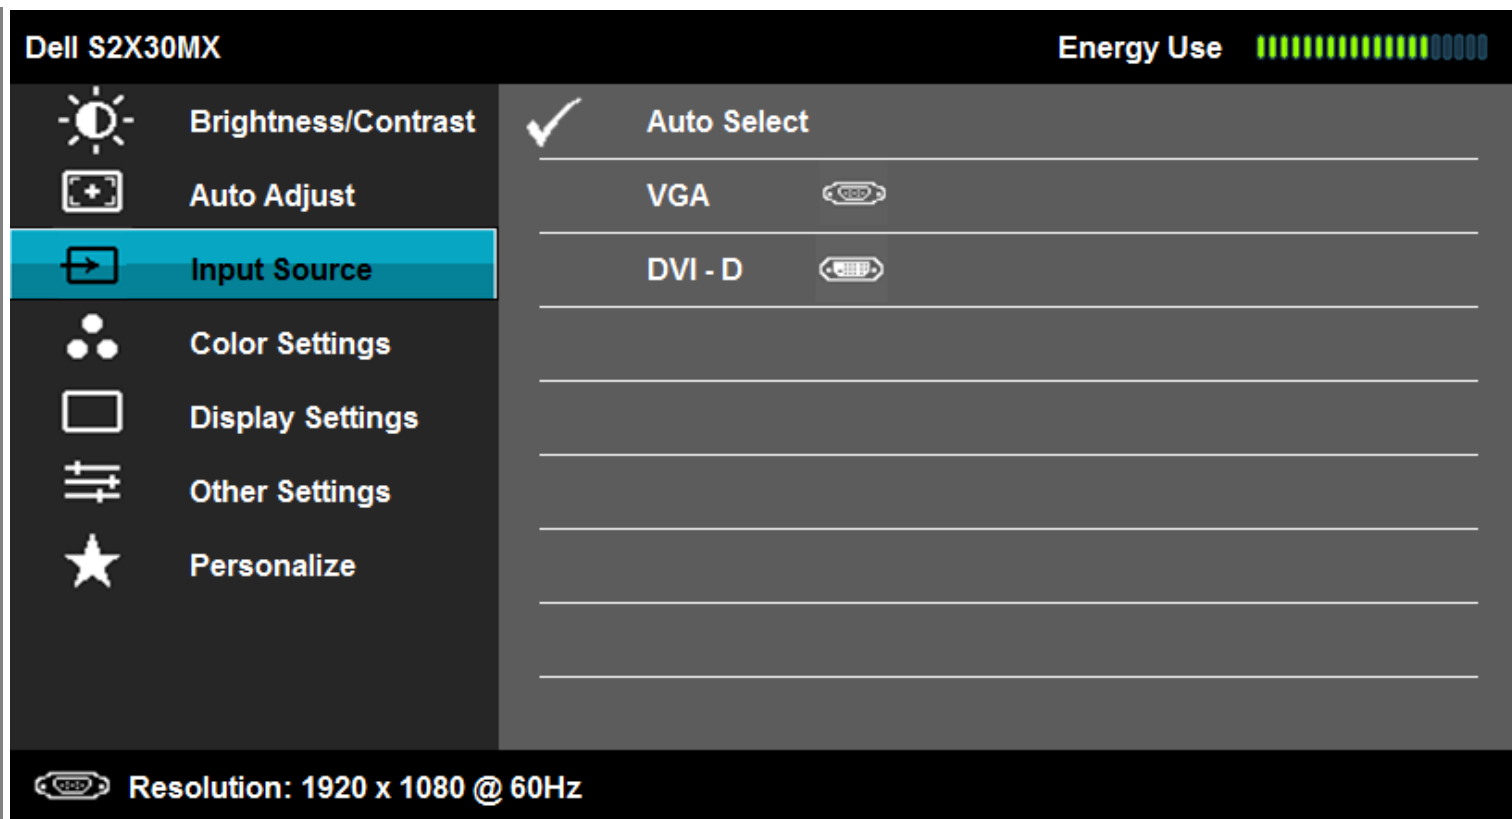 Dell S2X30MX
Energy Use
Brightness/Contrast
Auto Adjust
Input Source
Color Settings
Display Settings
Other Settings
Personalize
Auto Select
VGA
DVI - D
Resolution: 1920 x 1080 @ 60Hz